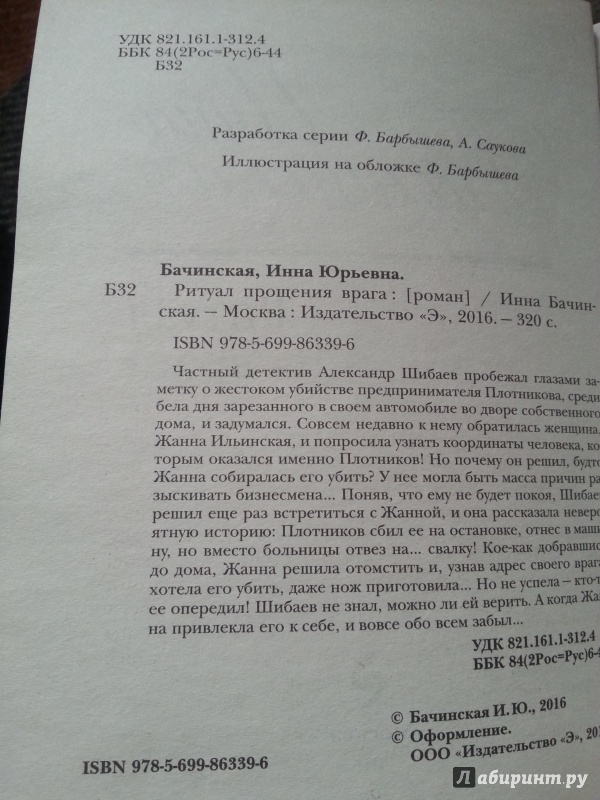 УДК 821.161.1-312.4
ББК 84(2Рос=Рус)6-44
Б32
Разработка серии Ф. Барбышева, А. Саукова
Иллюстрация на обложке Ф. Барбышева
Бачинская, Инна Юрьевна.
Б32 Ритуал прощения врага : [роман] / Инна Бачин-
ская. — Москва : Издательство «Э», 2016. — 320 с.
ISBN 978-5-699-86339-6
Частный детектив Александр Шибаев пробежал глазами за-
метку о жестоком убийстве предпринимателя Плотникова, среди
бела дня зарезанного в своем автомобиле во дворе собственного
дома, и задумался. Совсем недавно к нему обратилась женщина,
Жанна Ильинская, и попросила узнать координаты человека, ко-
торым оказался именно Плотников! Но почему он решил, будто
Жанна собиралась его убить? У нее могла быть масса причин ра
зыскивать бизнесмена... Поняв, что ему не будет покоя, Шибаев
решил еще раз встретиться с Жанной, и она рассказала неверо
ятную историю: Плотников сбил ее на остановке, отнес в маши
ну, но вместо больницы отвез на... свалку! Кое-как добравшис
до дома, Жанна решила отомстить и, узнав адрес своего врага
хотела его убить, даже нож приготовила... Но не успела – кто-т
ее опередил! Шибаев не знал, можно ли ей верить. А когда Жан
на привлекла его к себе, и вовсе обо всем забыл...
УДК 821.161.1-312.4
ББК 84(2Рос=Рус)6-4
© Бачинская И. Ю., 2016
© Оформление.
ООО «Издательство «Э», 201
ISBN 978-5-699-86339-6
Лабиринт.ру